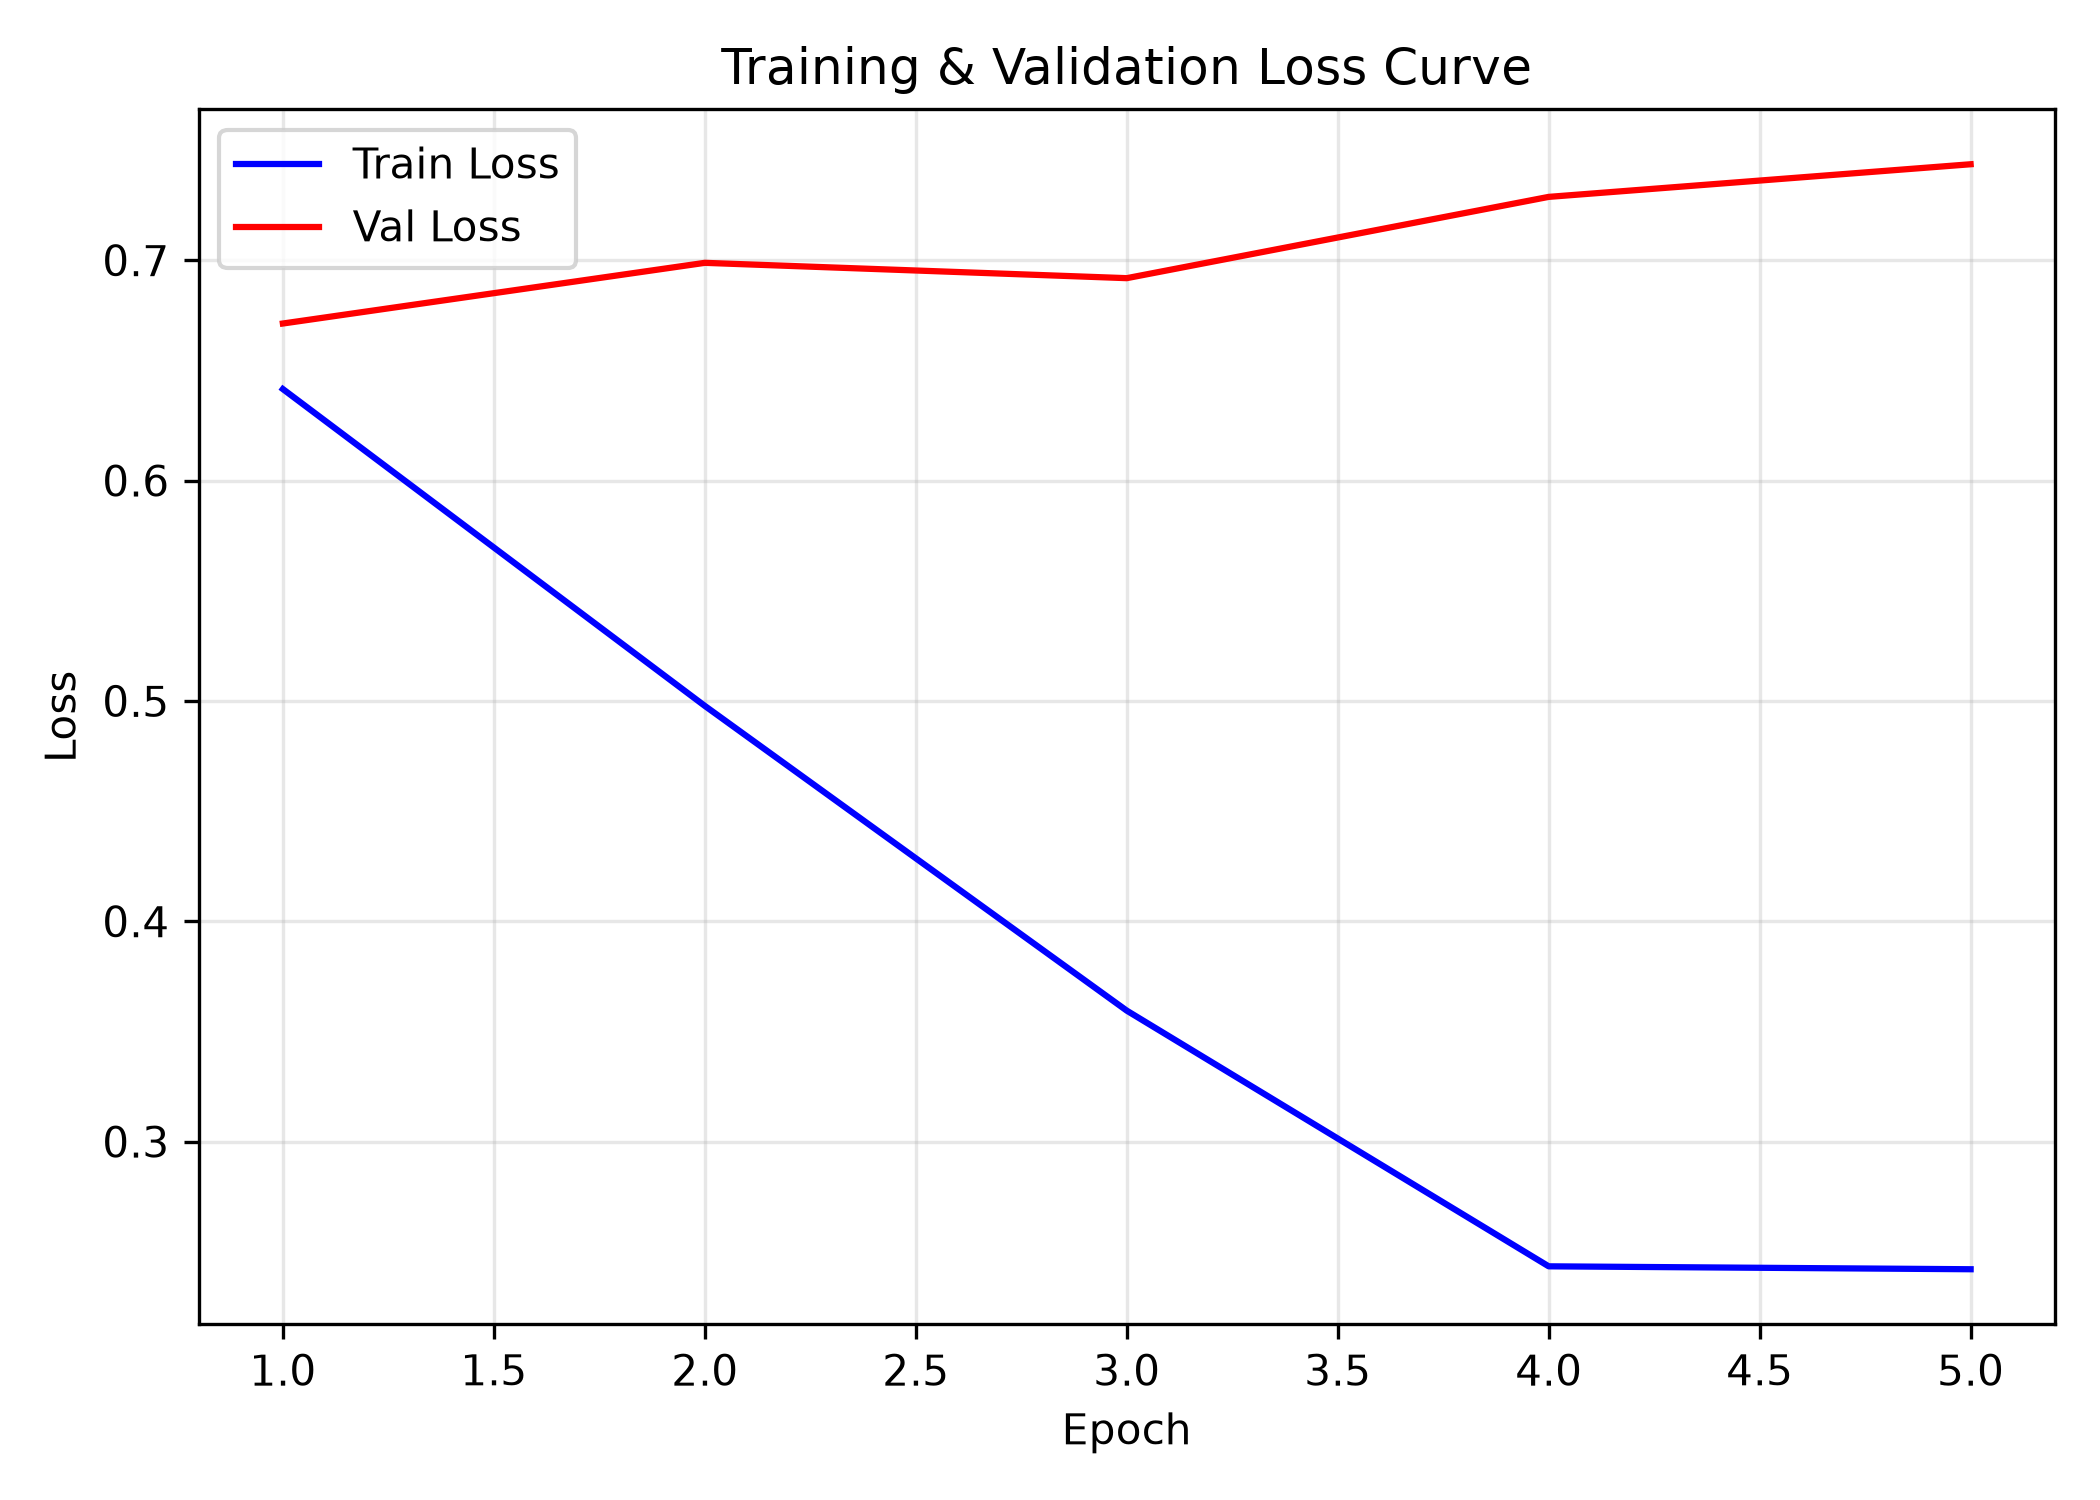 Training & Validation Loss Curve
Train Loss
Val Loss
0.7
0.6
0.5
0.4
0.3
Loss
1.0 1.5 2.0 2.5 3.0 3.5 4.0 4.5 5.0
Epoch